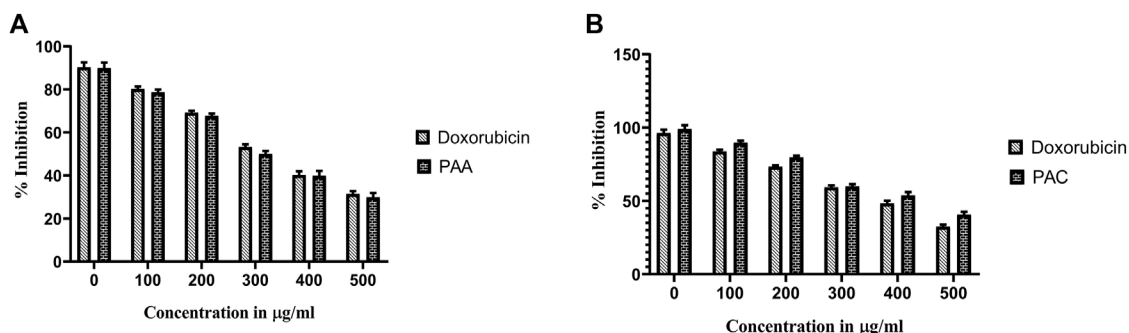 A
% Inhibition
100
80
60
40
20
0
0 100 200 300 400 500
Concentration in μg/ml
Doxorubicin
PAA
B
% Inhibition
150
100
50
0
0 100 200 300 400 500
Concentration in μg/ml
Doxorubicin
PAC